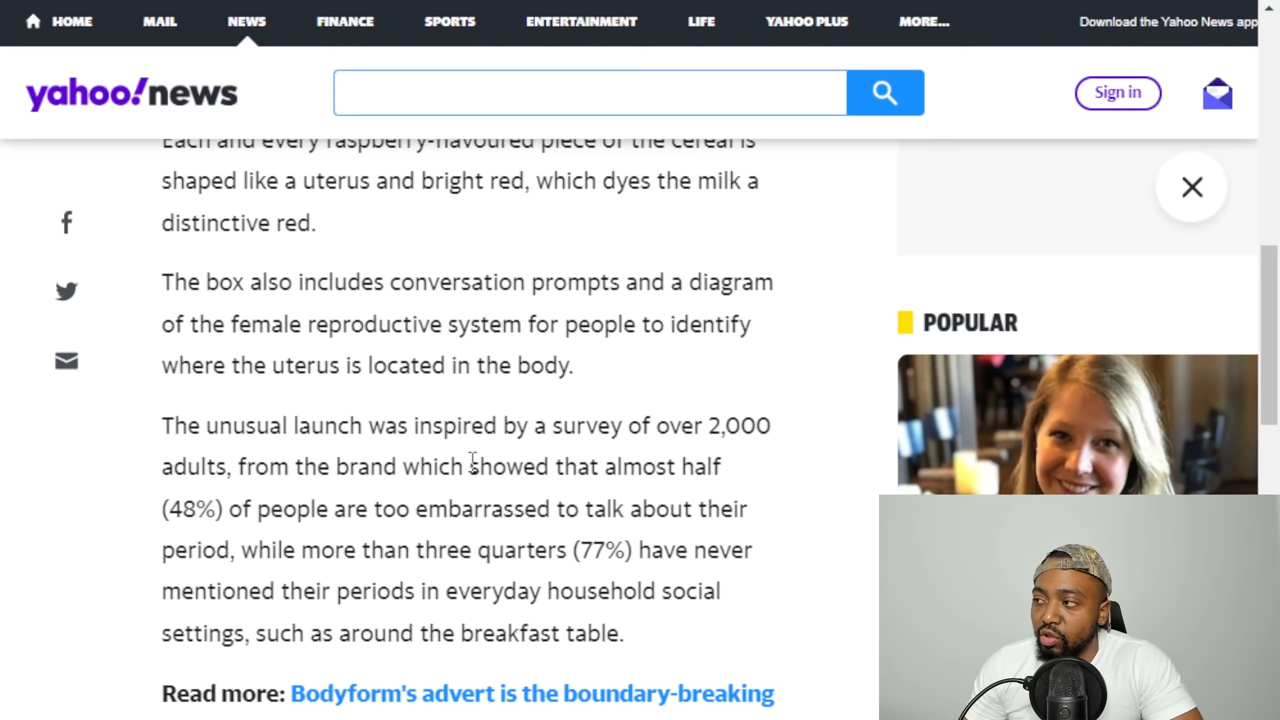 HOME MAIL NEWS FINANCE SPORTS ENTERTAINMENT LIFE YAHOO PLUS MORE... Download the Yahoo News app
yahoo!news Sign in
Each and every raspberry-flavoured piece of the cereal is
shaped like a uterus and bright red, which dyes the milk a
distinctive red.
The box also includes conversation prompts and a diagram
of the female reproductive system for people to identify
where the uterus is located in the body.
POPULAR
The unusual launch was inspired by a survey of over 2,000
adults, from the brand which showed that almost half
(48%) of people are too embarrassed to talk about their
period, while more than three quarters (77%) have never
mentioned their periods in everyday household social
settings, such as around the breakfast table.
Read more: Bodyform's advert is the boundary-breaking